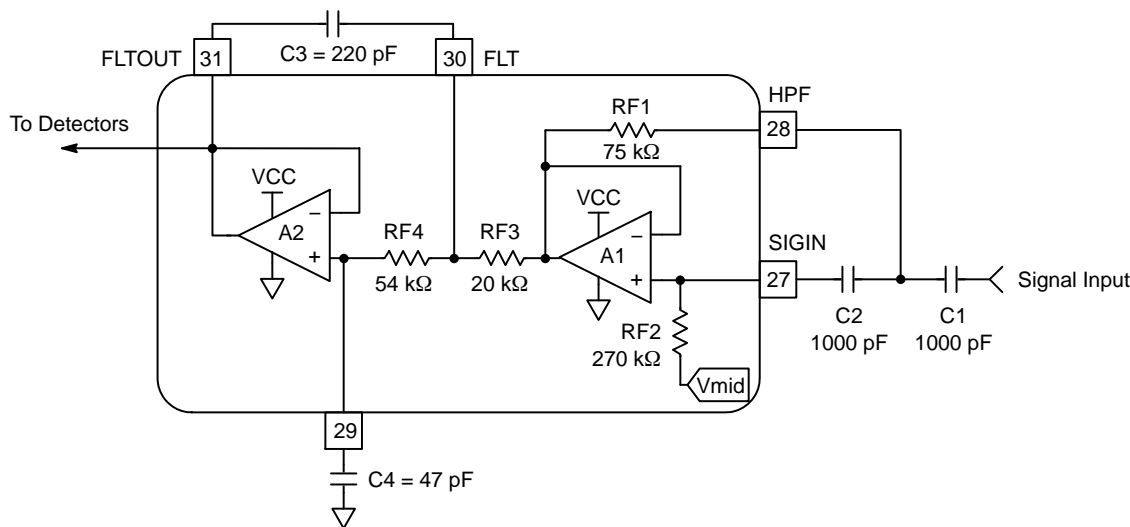 FLTOUT
31
C3 = 220 pF
30
FLT
To Detectors
HPF
RF1
28
75 kΩ
VCC
A2
−
+
RF4
54 kΩ
RF3
20 kΩ
VCC
A1
−
+
SIGIN
27
Signal Input
C2
1000 pF
C1
1000 pF
RF2
270 kΩ
Vmid
29
C4 = 47 pF